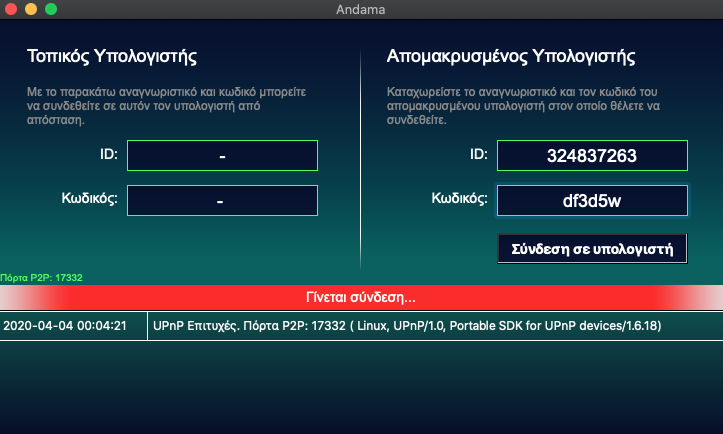 Andama
Τοπικός Υπολογιστής
Με το παρακάτω αναγνωριστικό και κωδικό μπορείτε
να συνδεθείτε σε αυτόν τον υπολογιστή από
απόσταση.
ID:
-
Κωδικός:
-
Απομακρυσμένος Υπολογιστής
Καταχωρείστε το αναγνωριστικό και τον κωδικό του
απομακρυσμένου υπολογιστή στον οποίο θέλετε να
συνδεθείτε.
ID:
324837263
Κωδικός:
df3d5w
Σύνδεση σε υπολογιστή
Πόρτα P2P: 17332
Γίνεται σύνδεση...
2020-04-04 00:04:21
UPnP Επιτυχές. Πόρτα P2P: 17332 ( Linux, UPnP/1.0, Portable SDK for UPnP devices/1.6.18)